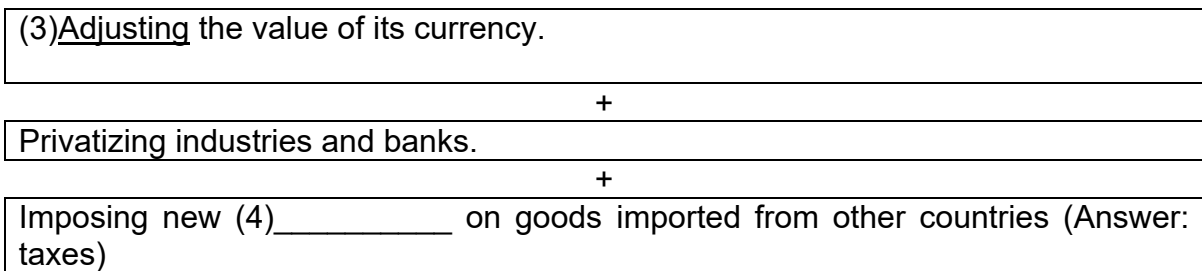 (3)Adjusting the value of its currency.
+
Privatizing industries and banks.
+
Imposing new (4)__________ on goods imported from other countries (Answer:
taxes)